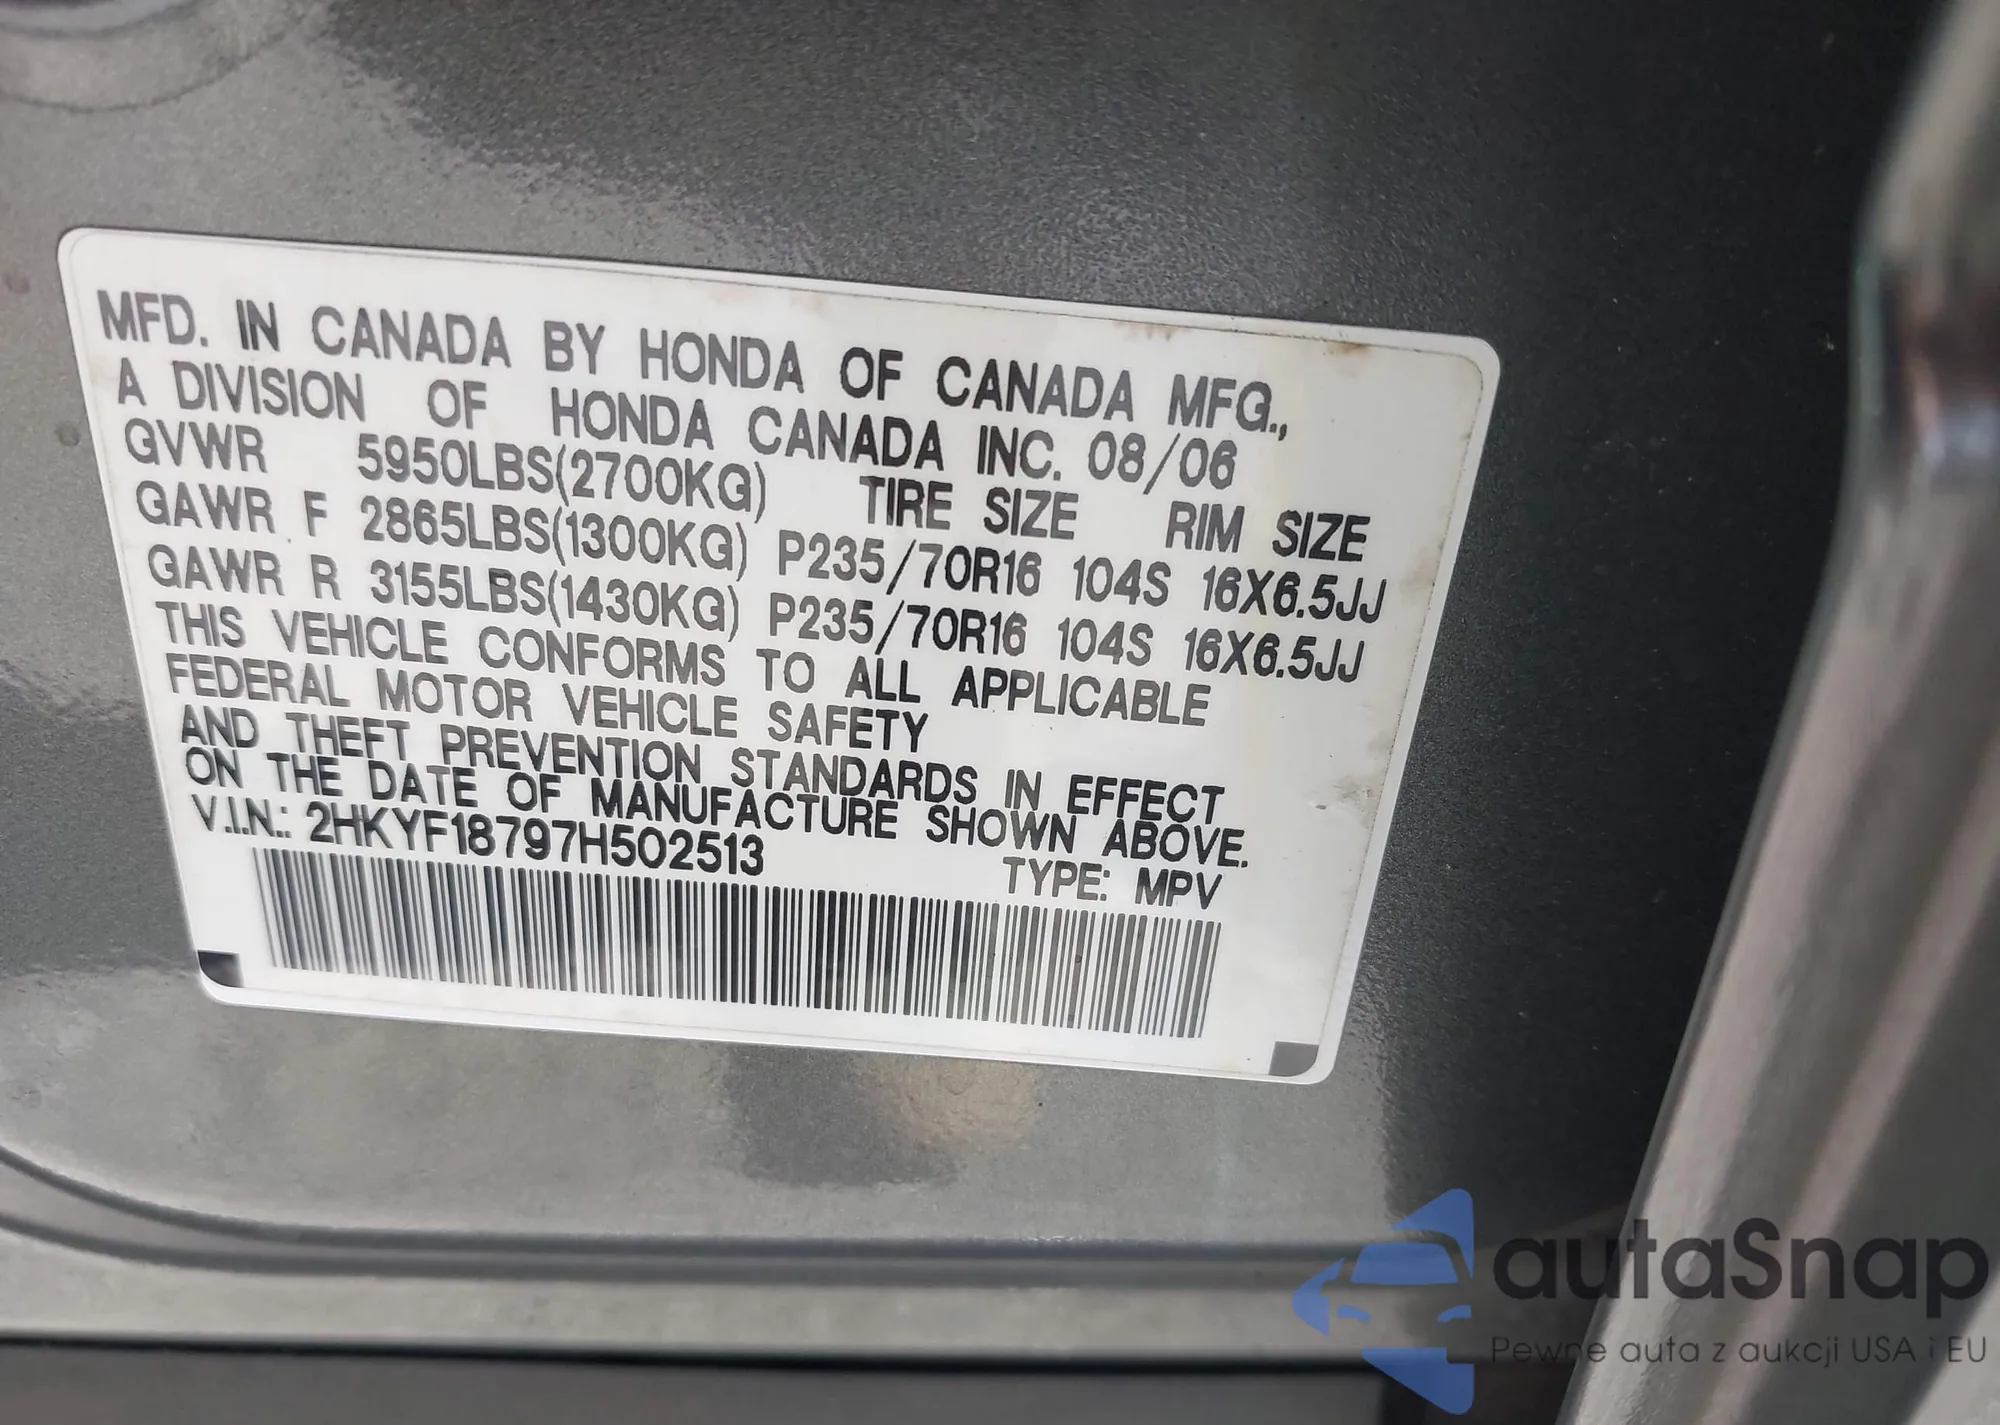 MFD. IN CANADA BY HONDA OF CANADA MFG.,
A DIVISION OF HONDA CANADA INC. 08/06
GVWR 5950LBS(2700KG) TIRE SIZE RIM SIZE
GAWR F 2865LBS(1300KG) P235/70R16 104S 16X6.5JJ
GAWR R 3155LBS(1430KG) P235/70R16 104S 16X6.5JJ
THIS VEHICLE CONFORMS TO ALL APPLICABLE
FEDERAL MOTOR VEHICLE SAFETY
AND THEFT PREVENTION STANDARDS IN EFFECT
ON THE DATE OF MANUFACTURE SHOWN ABOVE.
V.I.N.: 2HKYF18797H502513
TYPE: MPV
autaSnap
Pewne auta z aukcji USA i EU